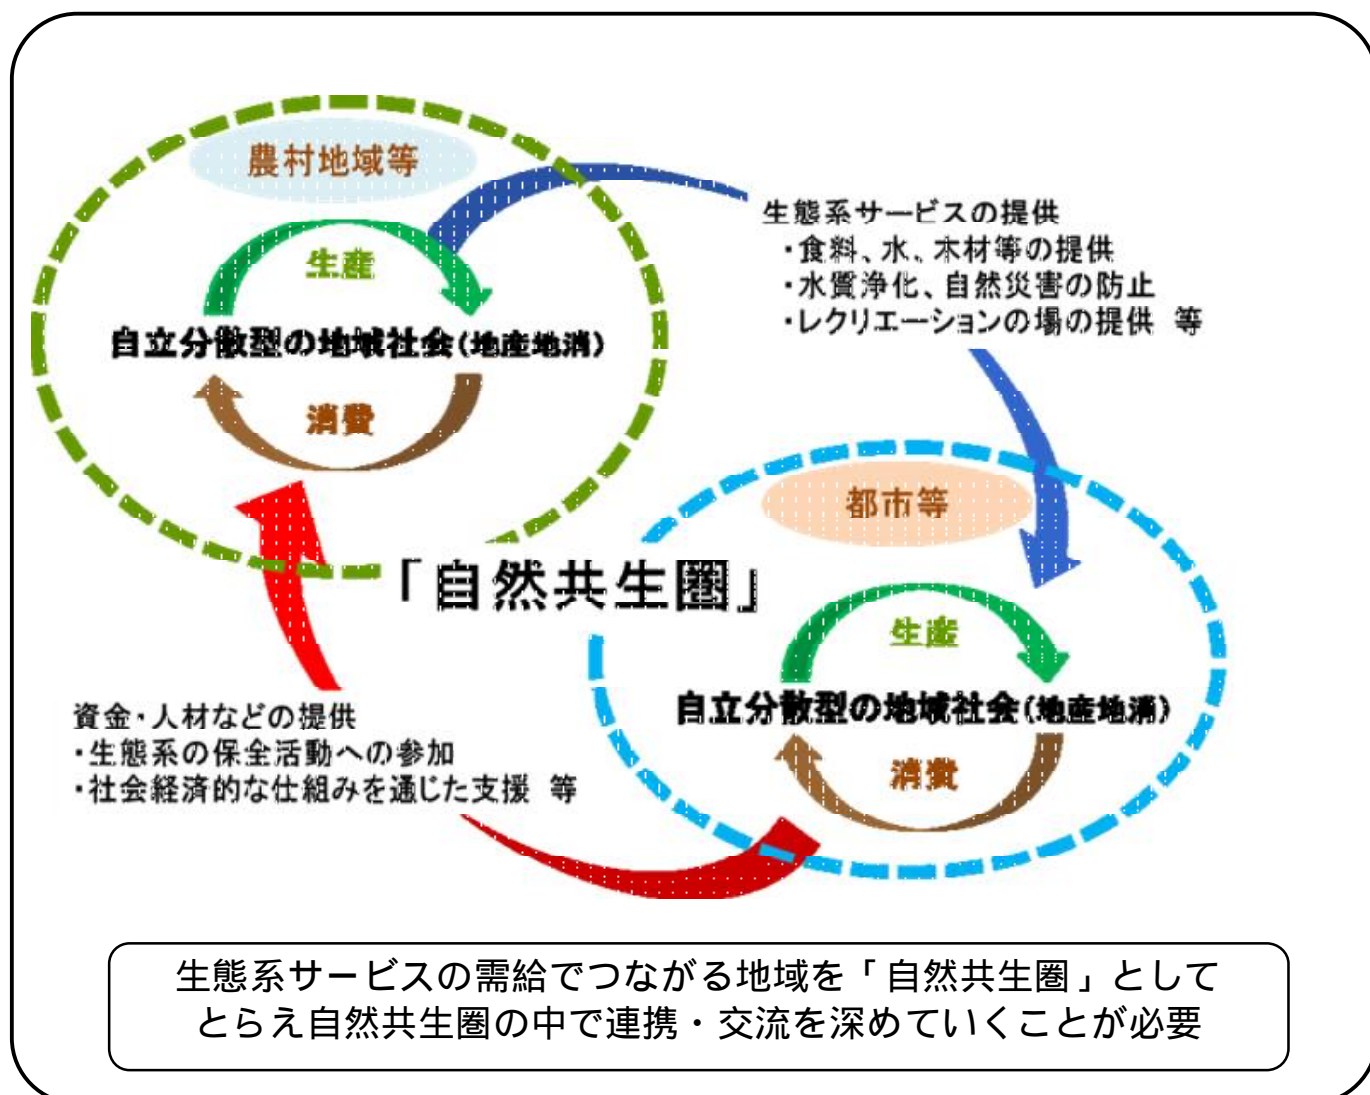 農村地域等
生産
自立分散型の地域社会(地産地消)
消費
生態系サービスの提供
・食料、水、木材等の提供
・水質浄化、自然災害の防止
・レクリエーションの場の提供 等
「自然共生圏」
都市等
生産
自立分散型の地域社会(地産地消)
消費
資金・人材などの提供
・生態系の保全活動への参加
・社会経済的な仕組みを通じた支援 等
生態系サービスの需給でつながる地域を「自然共生圏」として
とらえ自然共生圏の中で連携・交流を深めていくことが必要